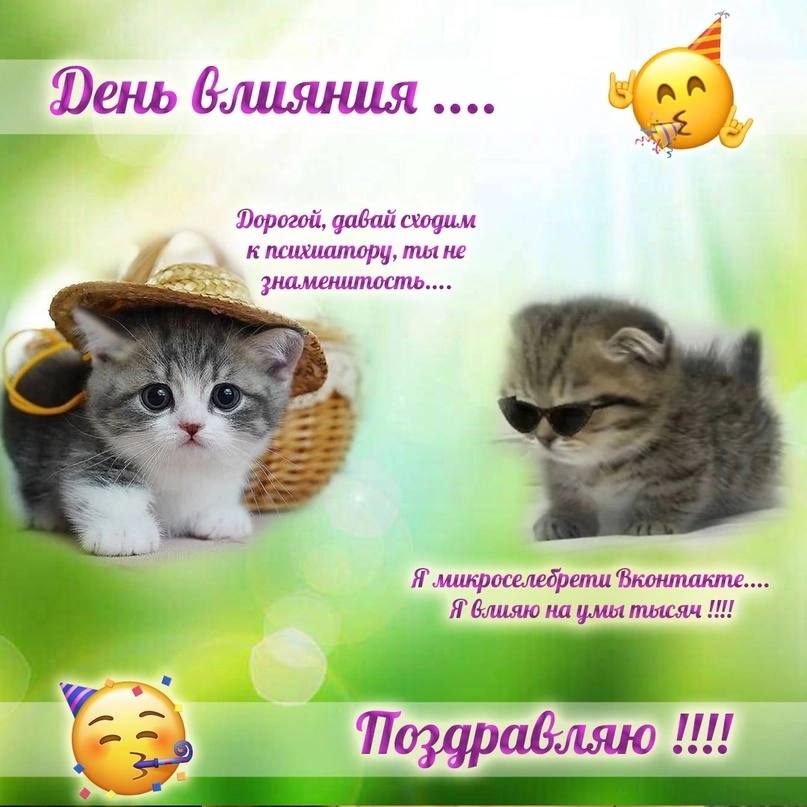 День влияния ....
Дорогой, давай сходим
к психиатору, ты не
знаменитость....
Я микроселебрети Вконтакте....
Я влияю на умы тысяч !!!!
Поздравляю !!!!